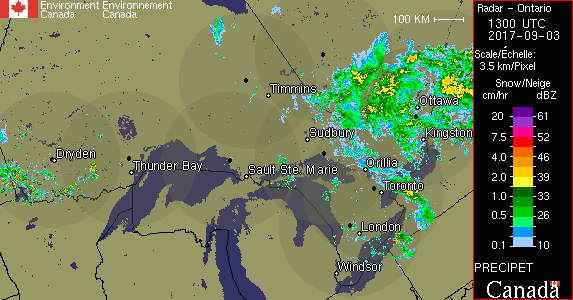 Environment Environnement
Canada Canada
100 KM
Timmins
Ottawa
Sudbury
Kingston
Dryden
Thunder Bay
Sault Ste. Marie
Orillia
Toronto
London
Windsor
Radar - Ontario
1300 UTC
2017-09-03
Scale/Échelle:
3.5 km/Pixel
Snow/Neige
cm/hr dBZ
20 61
7.5 57
5.5 52
4.0 46
2.0 39
1.0 33
0.5 26
0.1 10
PRECIPET
Canada